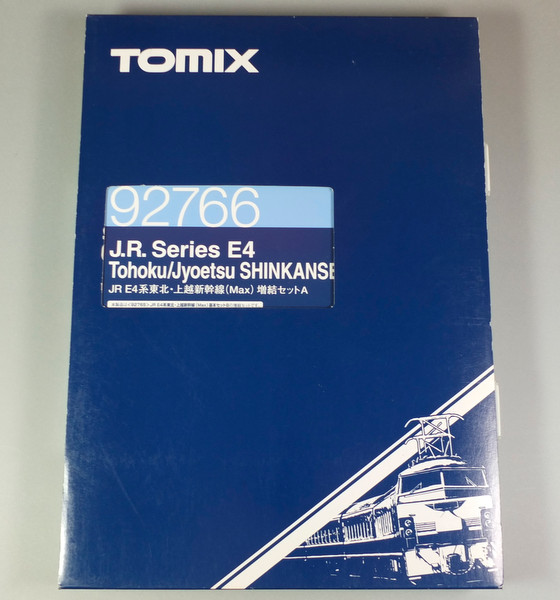 TOMIX
92766
J.R. Series E4
Tohoku/Jyoetsu SHINKANSE
JR E4系東北・上越新幹線(Max) 増結セットA